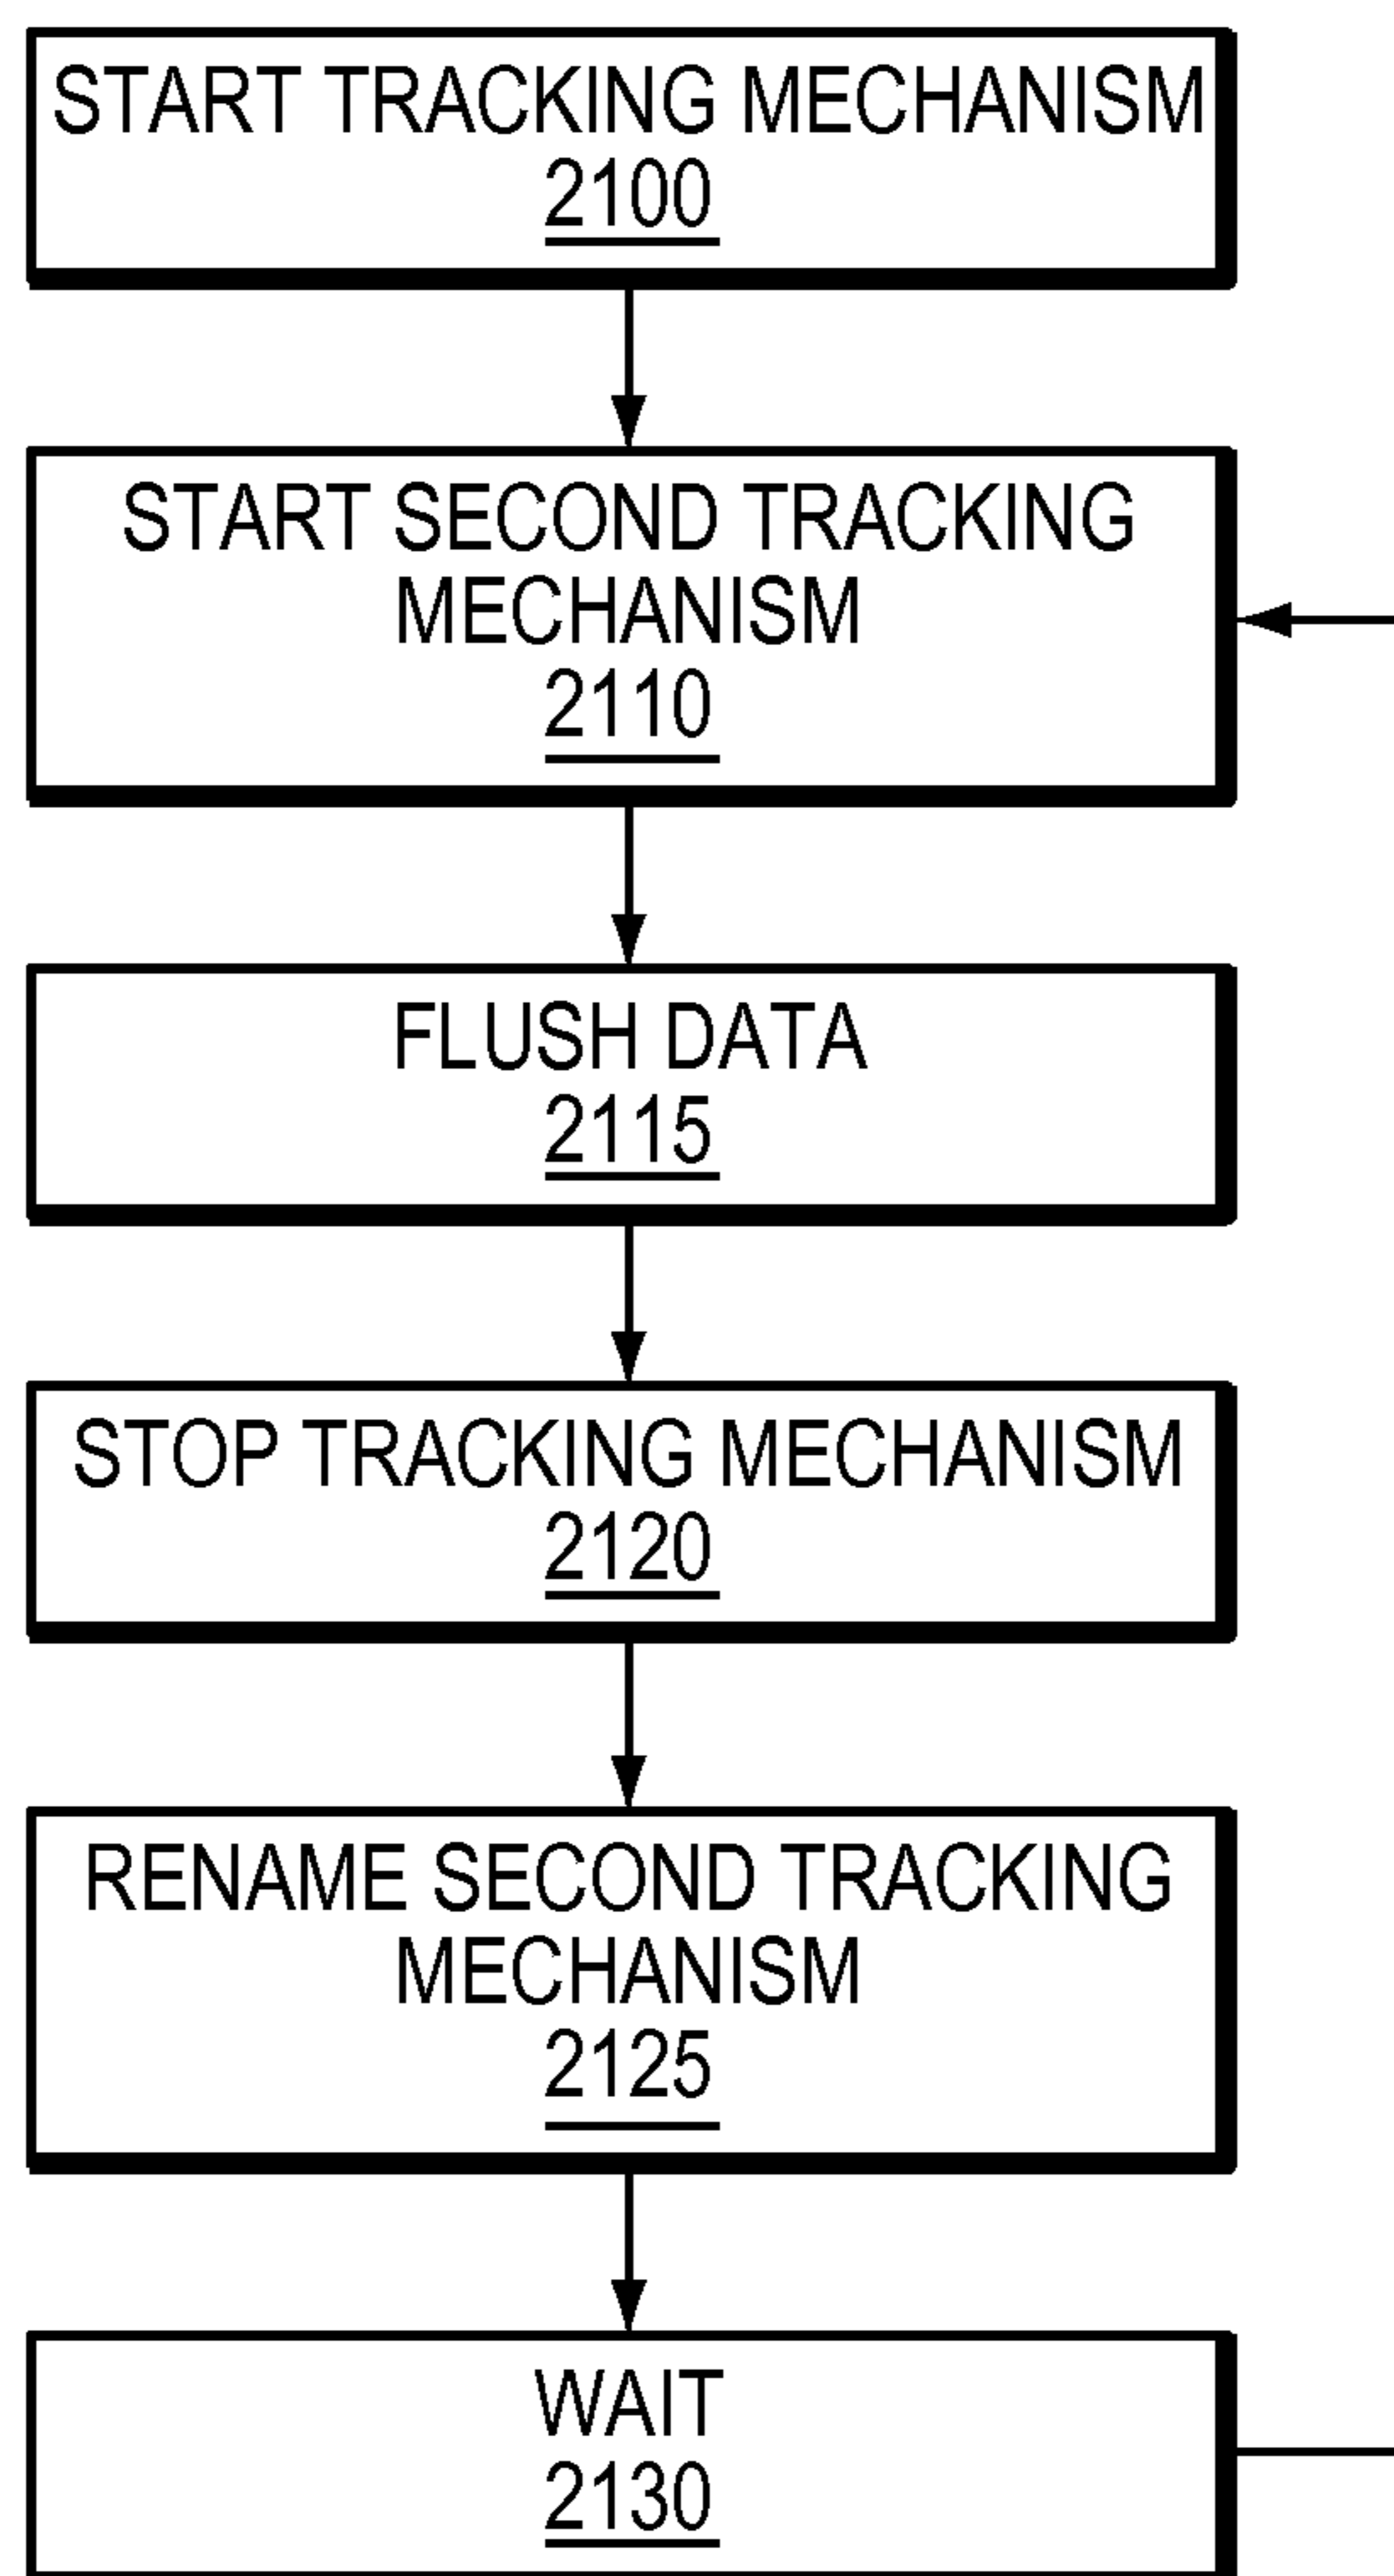 START TRACKING MECHANISM
2100
START SECOND TRACKING
MECHANISM
2110
FLUSH DATA
2115
STOP TRACKING MECHANISM
2120
RENAME SECOND TRACKING
MECHANISM
2125
WAIT
2130